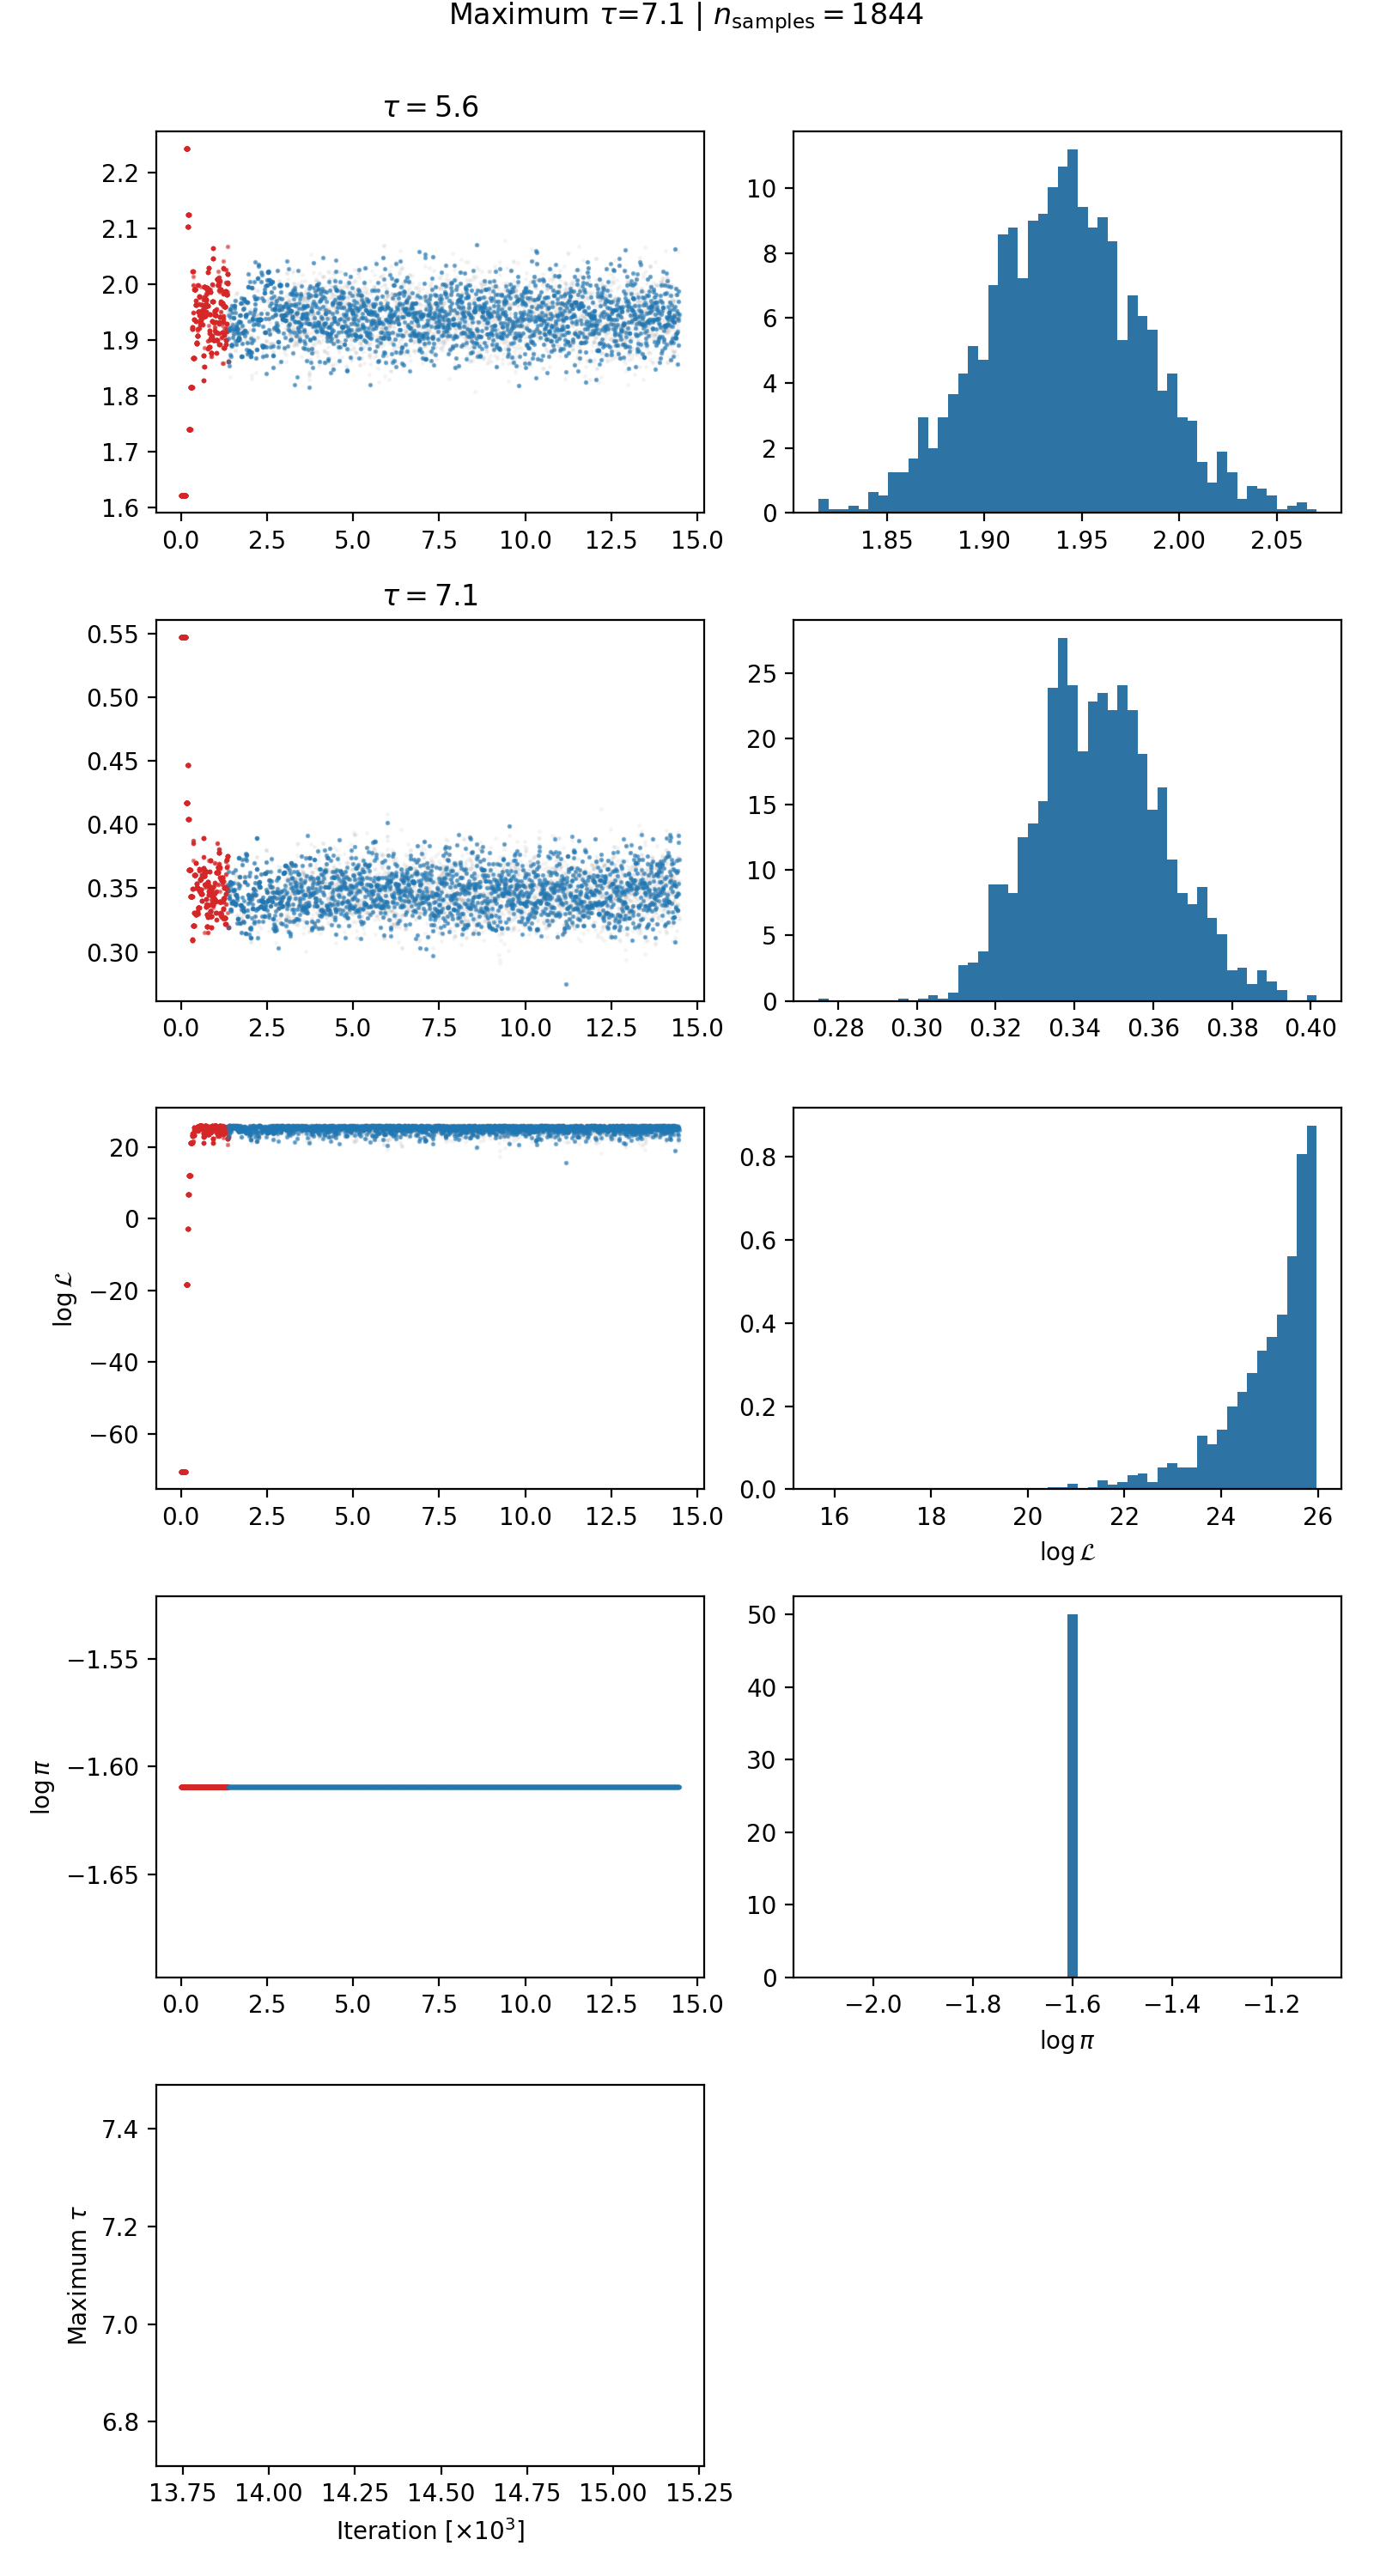 Maximum τ=7.1 | n_samples = 1844
τ = 5.6
2.2
2.1
2.0
1.9
1.8
1.7
1.6
0.0 2.5 5.0 7.5 10.0 12.5 15.0
10
8
6
4
2
0
1.85 1.90 1.95 2.00 2.05
τ = 7.1
0.55
0.50
0.45
0.40
0.35
0.30
0.0 2.5 5.0 7.5 10.0 12.5 15.0
25
20
15
10
5
0
0.28 0.30 0.32 0.34 0.36 0.38 0.40
log ℒ
20
0
−20
−40
−60
0.0 2.5 5.0 7.5 10.0 12.5 15.0
0.8
0.6
0.4
0.2
0.0
16 18 20 22 24 26
log ℒ
log π
−1.55
−1.60
−1.65
0.0 2.5 5.0 7.5 10.0 12.5 15.0
50
40
30
20
10
0
−2.0 −1.8 −1.6 −1.4 −1.2
log π
Maximum τ
7.4
7.2
7.0
6.8
13.75 14.00 14.25 14.50 14.75 15.00 15.25
Iteration [×10³]